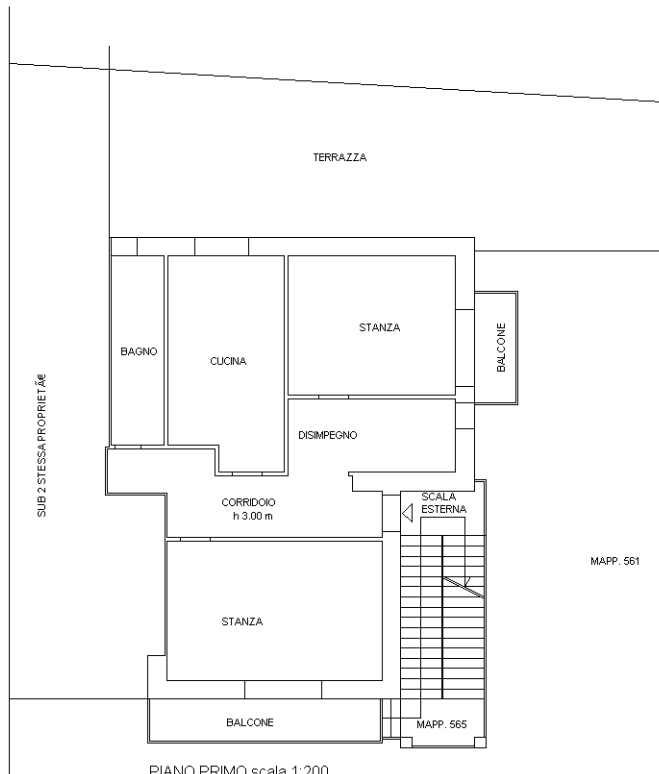 TERRAZZA
STANZA
BAGNO
CUCINA
BALCONE
DISIMPEGNO
SUB 2 STESSA PROPRIETÃ€
CORRIDOIO
h 3.00 m
SCALA
ESTERNA
MAPP. 561
STANZA
BALCONE
MAPP. 565
PIANO PRIMO scala 1:200